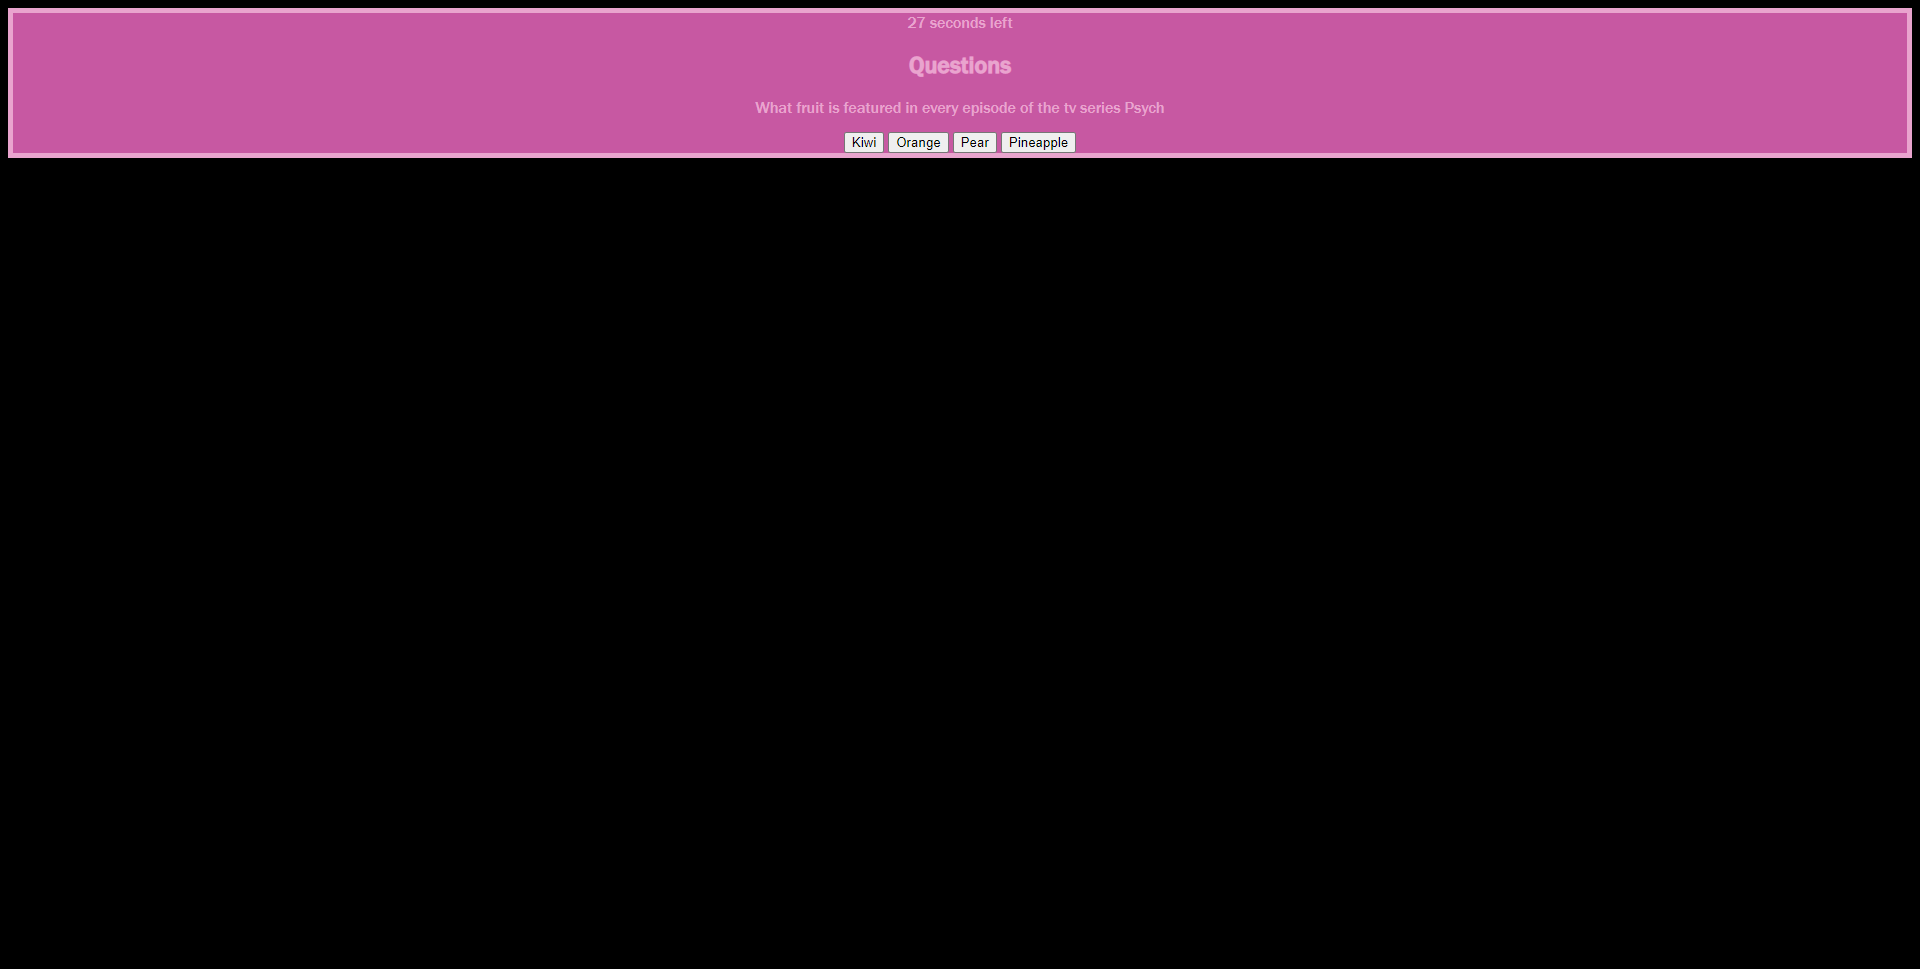 27 seconds left
Questions
What fruit is featured in every episode of the tv series Psych
Kiwi Orange Pear Pineapple